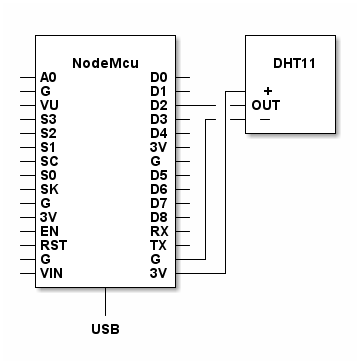 NodeMcu
A0 D0
G D1
VU D2
S3 D3
S2 D4
S1 3V
SC G
S0 D5
SK D6
G D7
3V D8
EN RX
RST TX
G G
VIN 3V
USB
DHT11
+
OUT
–